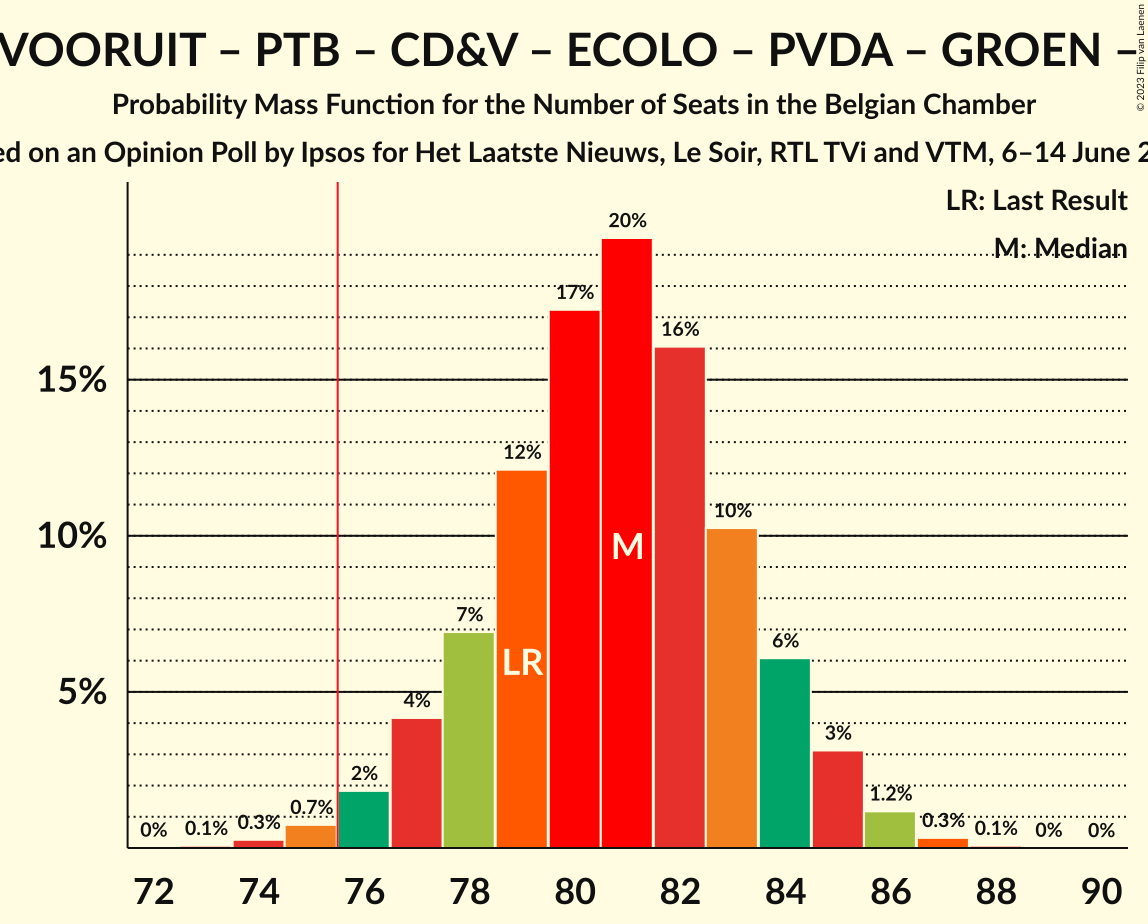 VOORUIT – PTB – CD&V – ECOLO – PVDA – GROEN –
© 2023 Filip van Laenen
Probability Mass Function for the Number of Seats in the Belgian Chamber
ed on an Opinion Poll by Ipsos for Het Laatste Nieuws, Le Soir, RTL TVi and VTM, 6–14 June 2
LR: Last Result
M: Median
20%
17%
16%
15%
12%
10%
10%
M
7%
6%
LR
5%
4%
3%
2%
1.2%
0.7%
0% 0.1% 0.3%
0.3% 0.1% 0% 0%
72 74 76 78 80 82 84 86 88 90